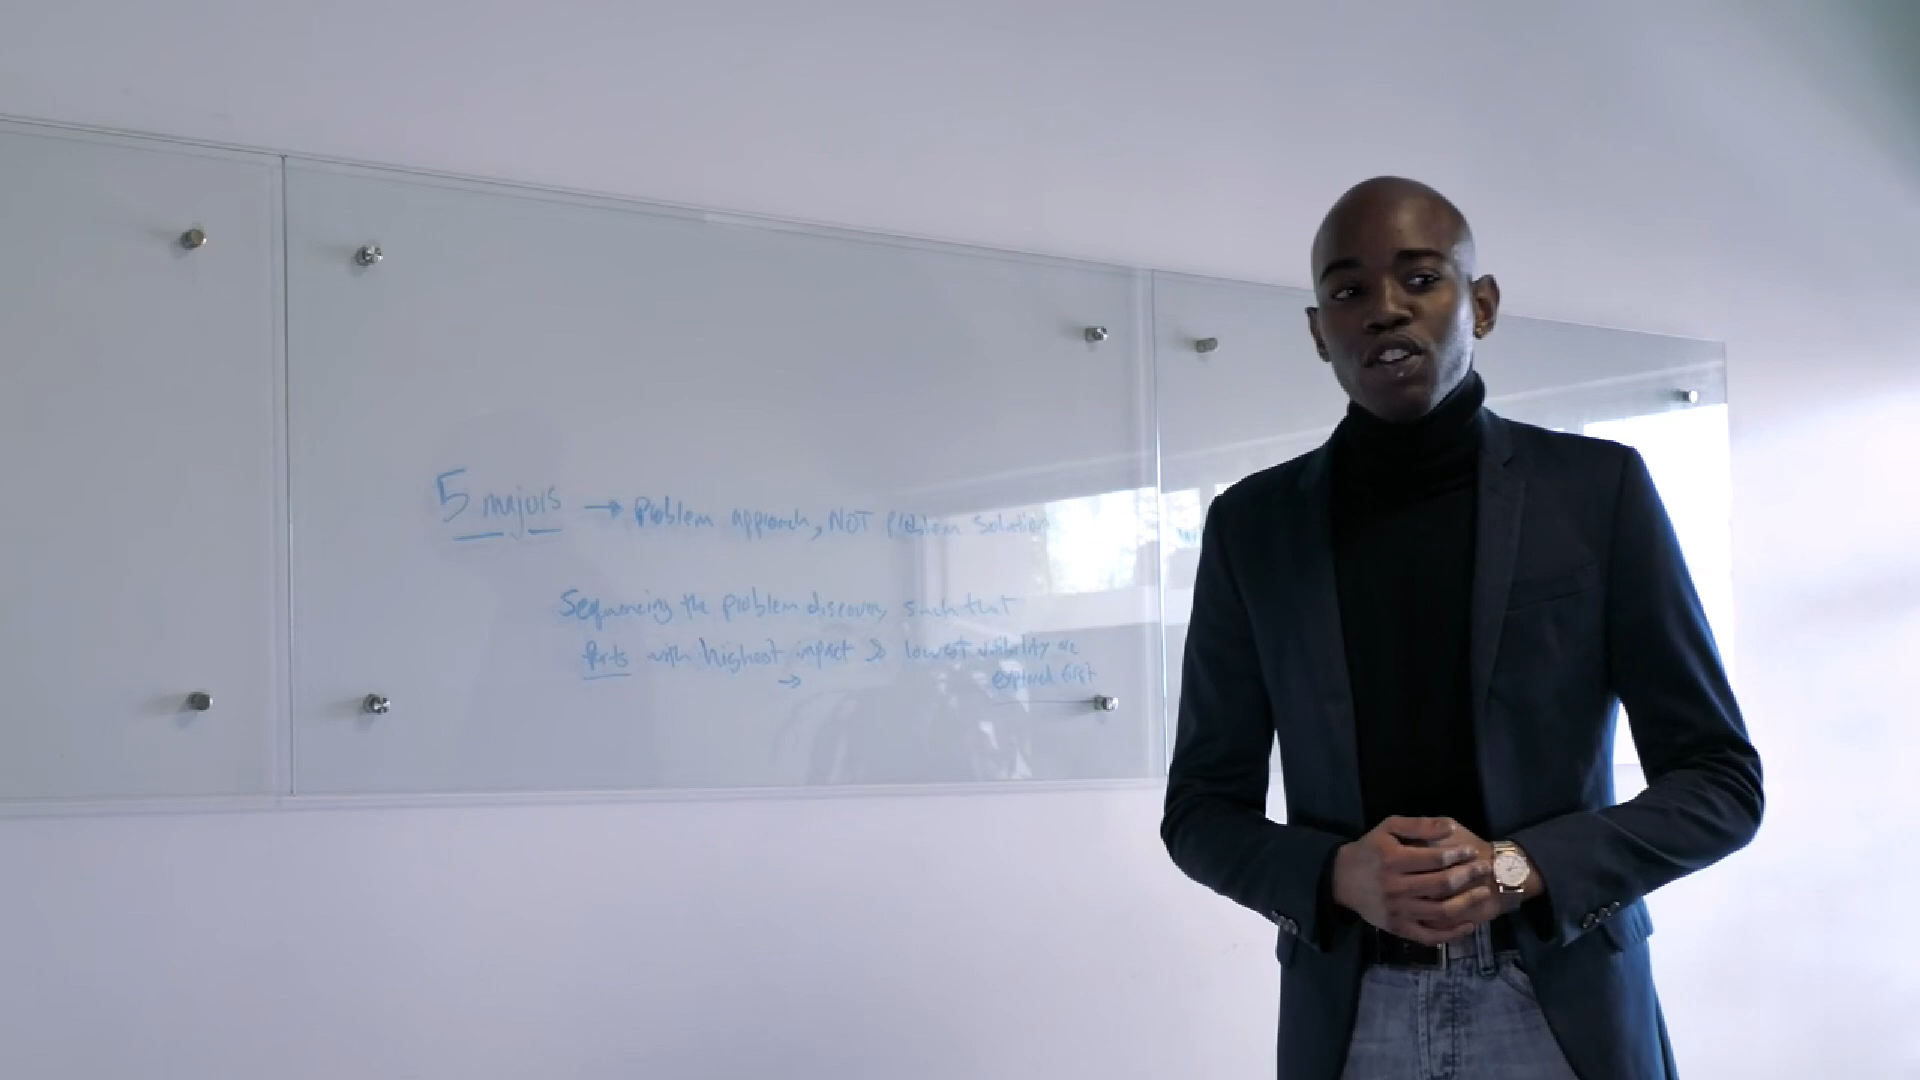 5 majors → Problem approach, NOT problem solution
Sequencing the problem discovery such that
Parts with highest impact & lowest visibility are
→ explored first